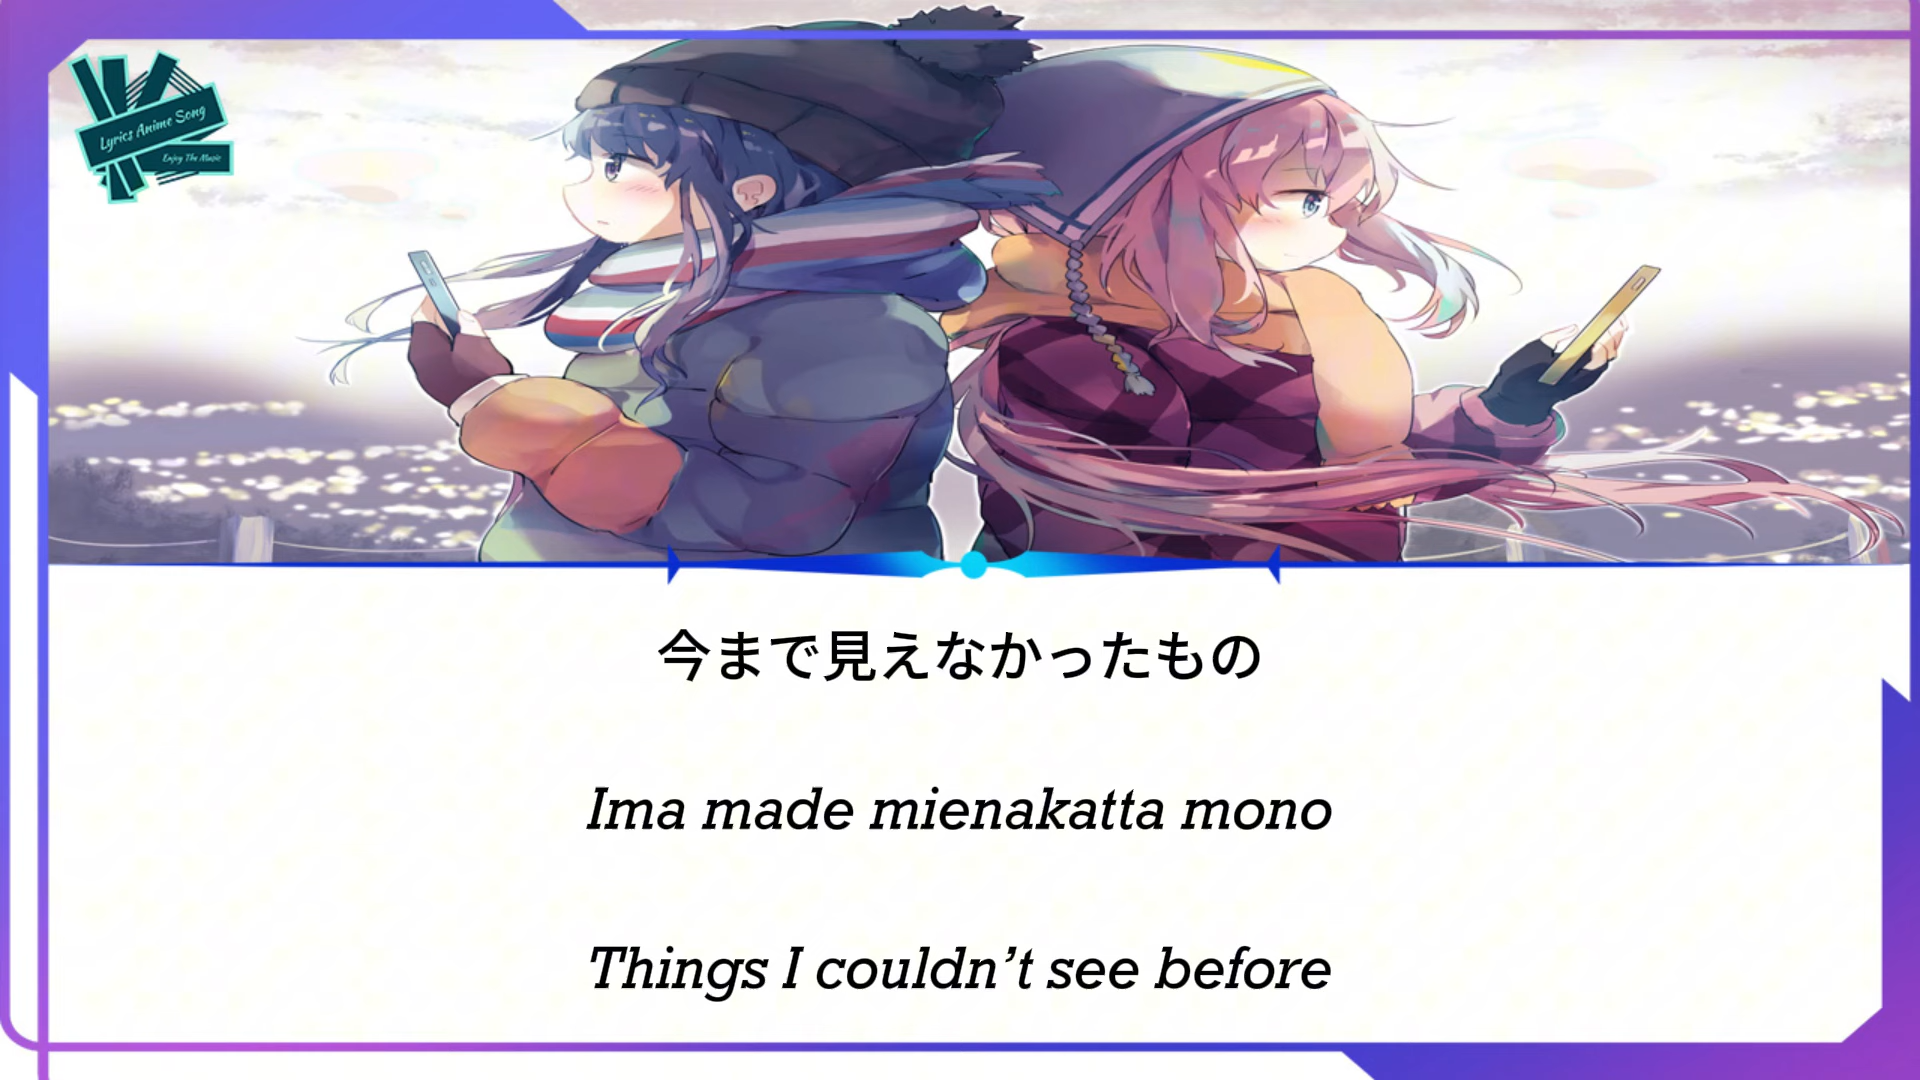 Lyrics Anime Song
Enjoy The Music
今まで見えなかったもの
Ima made mienakatta mono
Things I couldn’t see before